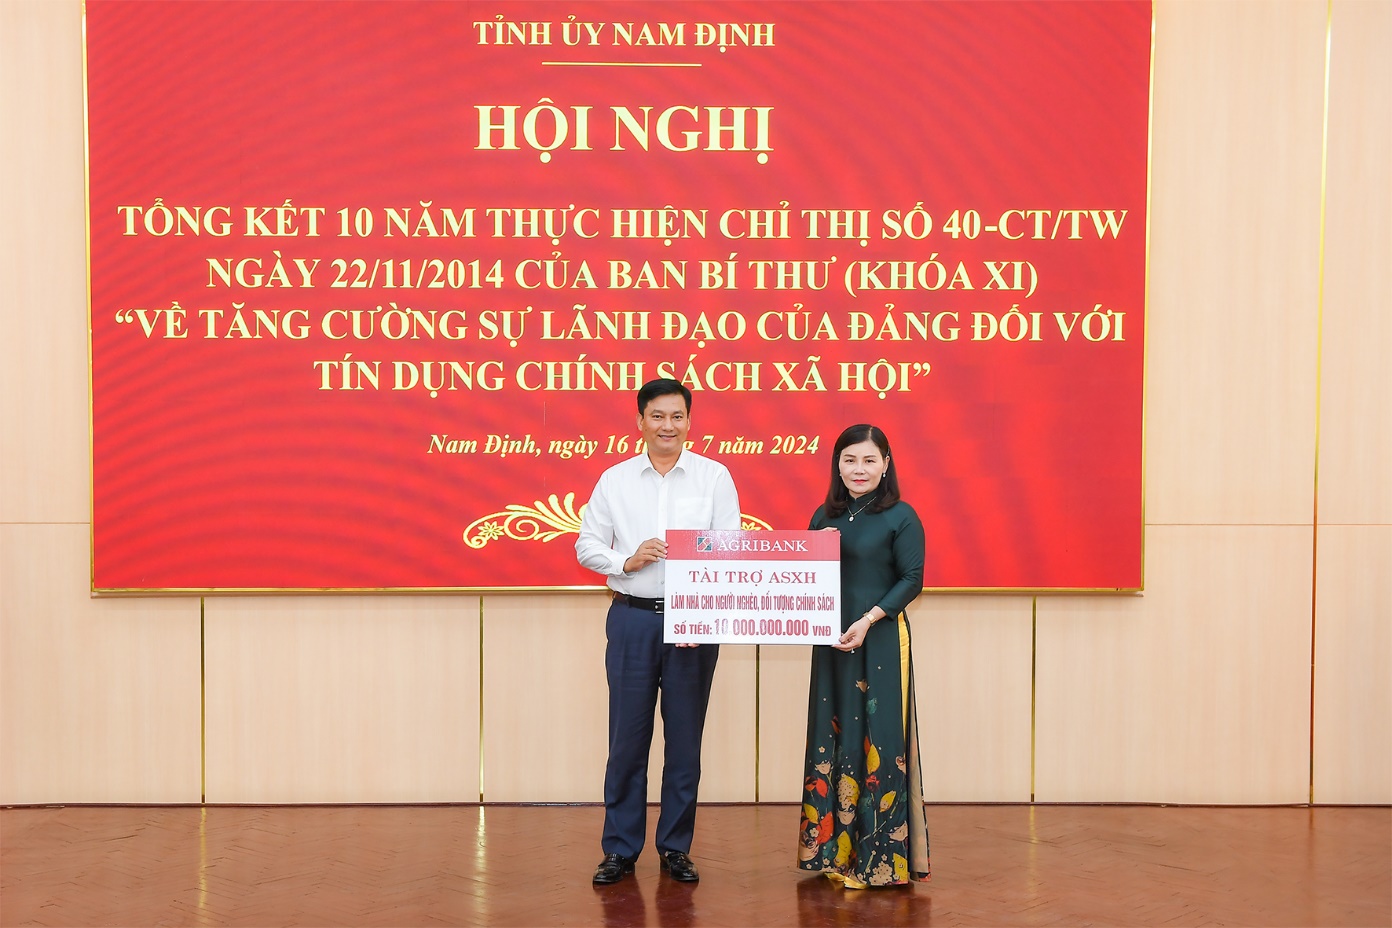 TỈNH ỦY NAM ĐỊNH
HỘI NGHỊ
TỔNG KẾT 10 NĂM THỰC HIỆN CHỈ THỊ SỐ 40-CT/TW
NGÀY 22/11/2014 CỦA BAN BÍ THƯ (KHÓA XI)
“VỀ TĂNG CƯỜNG SỰ LÃNH ĐẠO CỦA ĐẢNG ĐỐI VỚI
TÍN DỤNG CHÍNH SÁCH XÃ HỘI”
Nam Định, ngày 16 7 năm 2024
AGRIBANK
TÀI TRỢ ASXH
LÀM NHÀ CHO NGƯỜI NGHÈO, ĐỐI TƯỢNG CHÍNH SÁCH
SỐ TIỀN: 10 000.000.000 VNĐ